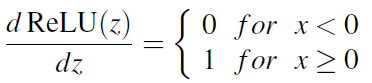 d ReLU(z) / dz = { 0 for x < 0
1 for x ≥ 0